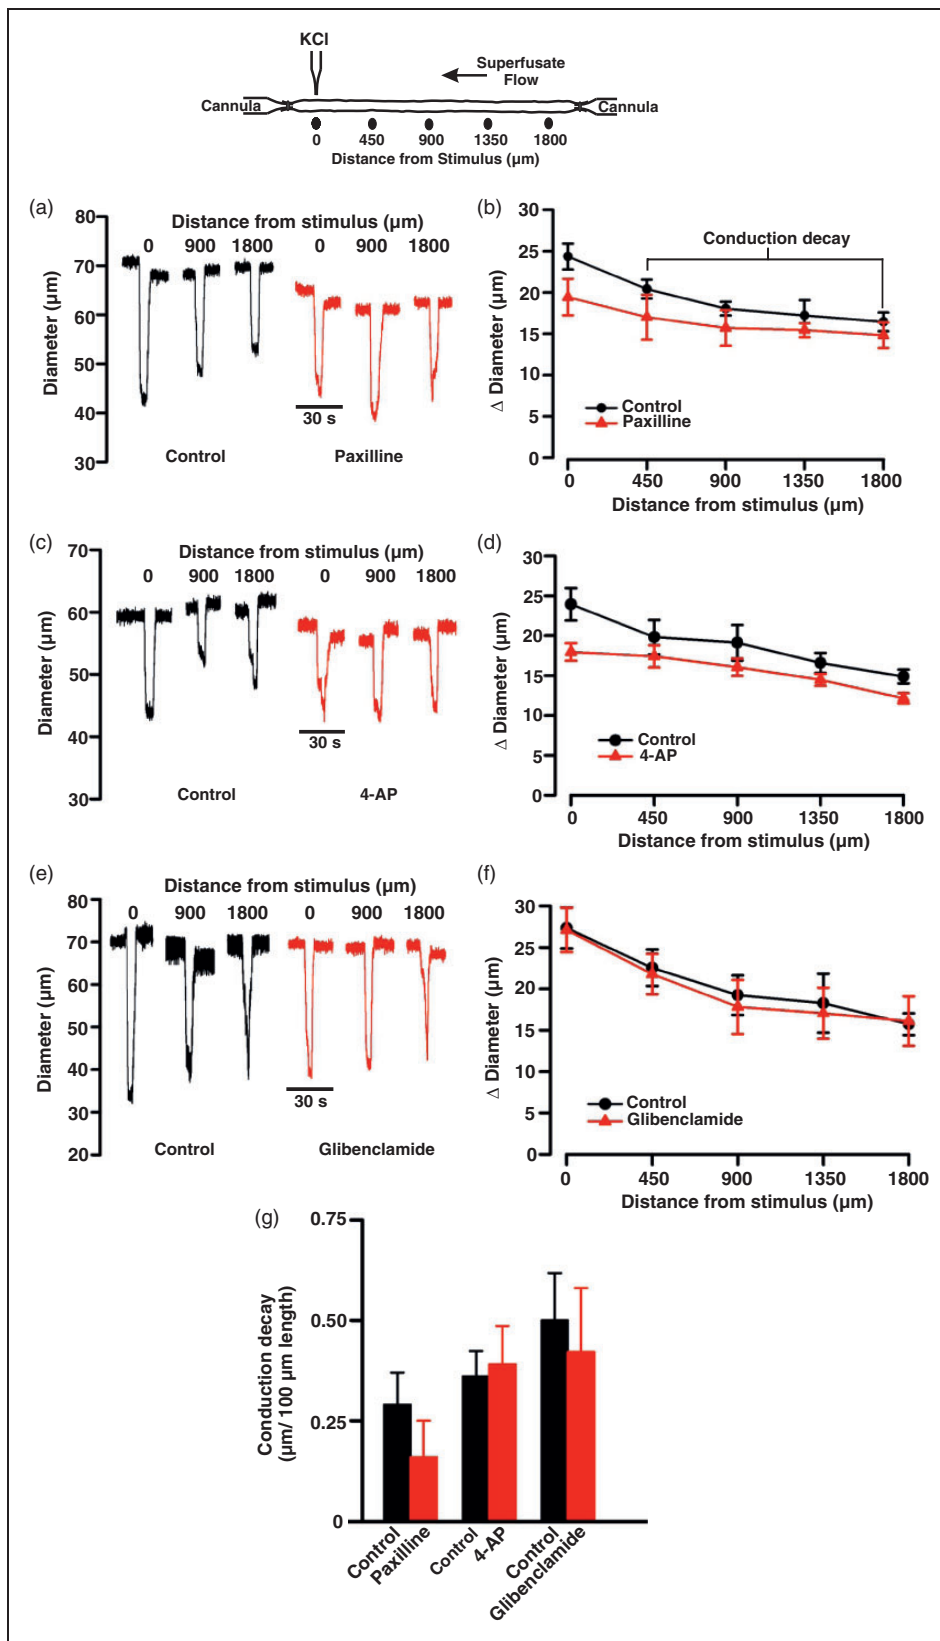 KCl
Superfusate
Flow
Cannula
Cannula
0 450 900 1350 1800
Distance from Stimulus (µm)
(a)
Distance from stimulus (µm)
0 900 1800 0 900 1800
80
70
60
50
40
30
Diameter (µm)
30 s
Control Paxilline
(b)
30
25
20
15
10
5
0
Δ Diameter (µm)
Conduction decay
Control
Paxilline
0 450 900 1350 1800
Distance from stimulus (µm)
(c)
Distance from stimulus (µm)
0 900 1800 0 900 1800
70
60
50
40
30
Diameter (µm)
30 s
Control 4-AP
(d)
30
25
20
15
10
5
0
Δ Diameter (µm)
Control
4-AP
0 450 900 1350 1800
Distance from stimulus (µm)
(e)
Distance from stimulus (µm)
0 900 1800 0 900 1800
80
70
60
50
40
30
20
Diameter (µm)
30 s
Control Glibenclamide
(f)
30
25
20
15
10
5
0
Δ Diameter (µm)
Control
Glibenclamide
0 450 900 1350 1800
Distance from stimulus (µm)
(g)
0.75
0.50
0.25
0
Conduction decay
(µm/ 100 µm length)
Control
Paxilline
Control
4-AP
Control
Glibenclamide